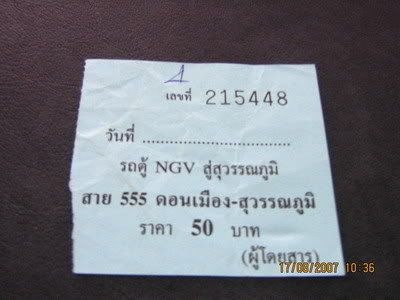 เลขที่ 215448
วันที่ ................................
รถตู้ NGV สู่สุวรรณภูมิ
สาย 555 ดอนเมือง-สุวรรณภูมิ
ราคา 50 บาท
(ผู้โดยสาร)
17/09/2007 10:36